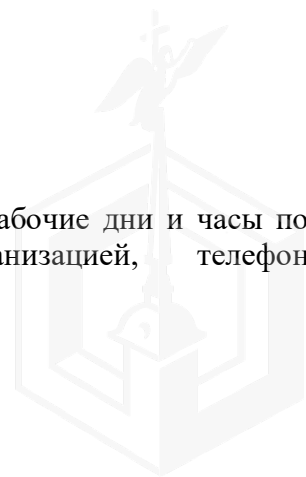 абочие дни и часы по
анизацией, телефон